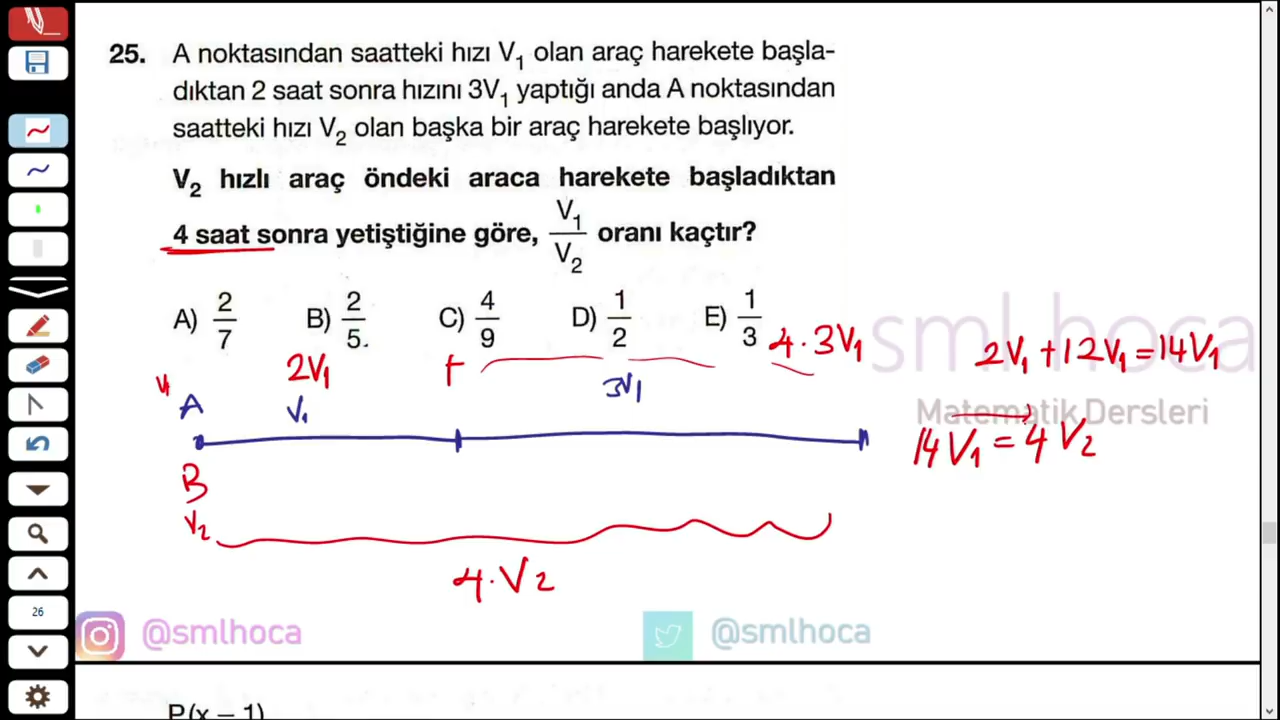 25. A noktasından saatteki hızı V1 olan araç harekete başla-
dıktan 2 saat sonra hızını 3V1 yaptığı anda A noktasından
saatteki hızı V2 olan başka bir araç harekete başlıyor.
V2 hızlı araç öndeki araca harekete başladıktan
4 saat sonra yetiştiğine göre, V1/V2 oranı kaçtır?
A) 2/7 B) 2/5 C) 4/9 D) 1/2 E) 1/3
sml hoca
Matematik Dersleri
2V1 + 4.3V1
2V1 + 12V1 = 14V1
V1
A V1 3V1
14V1 = 4V2
B
V2
4.V2
26
@smlhoca @smlhoca
P(x – 1)